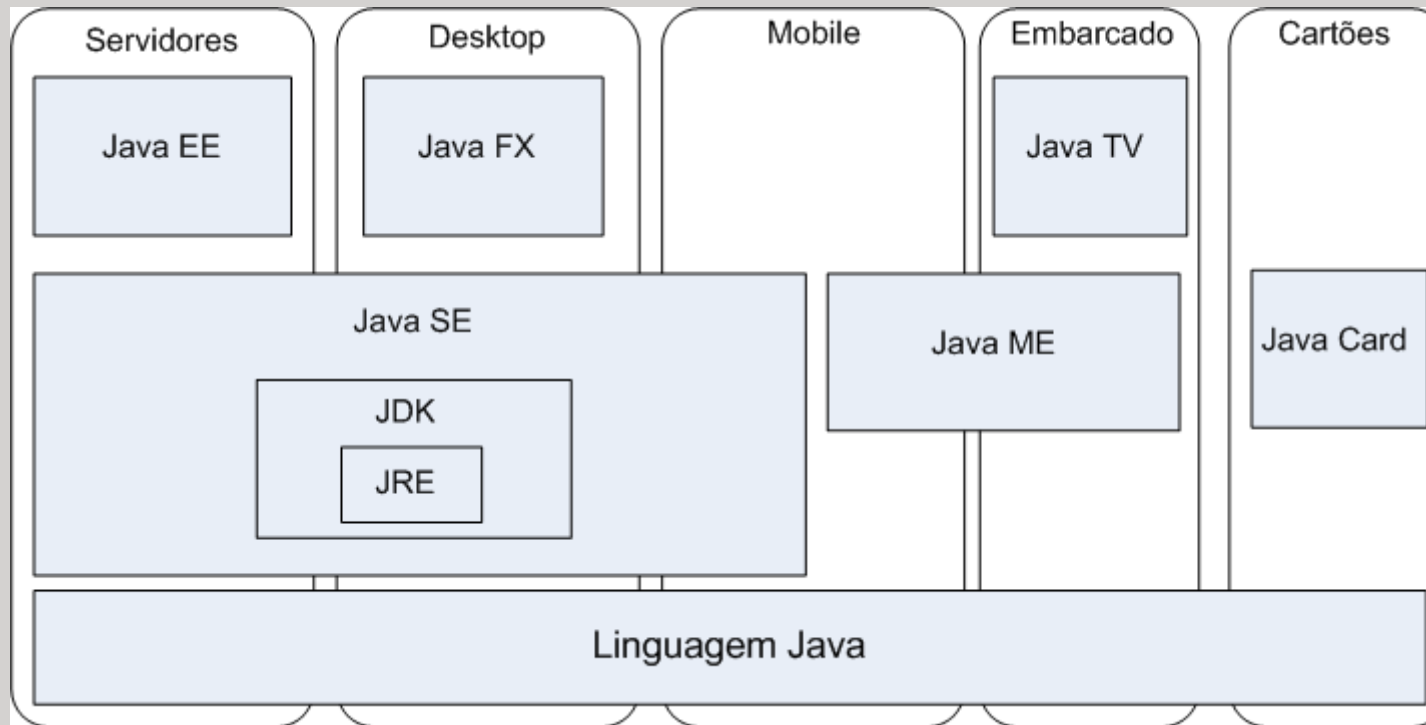 Servidores
Desktop
Mobile
Embarcado
Cartões
Java EE
Java FX
Java TV
Java SE
Java ME
Java Card
JDK
JRE
Linguagem Java